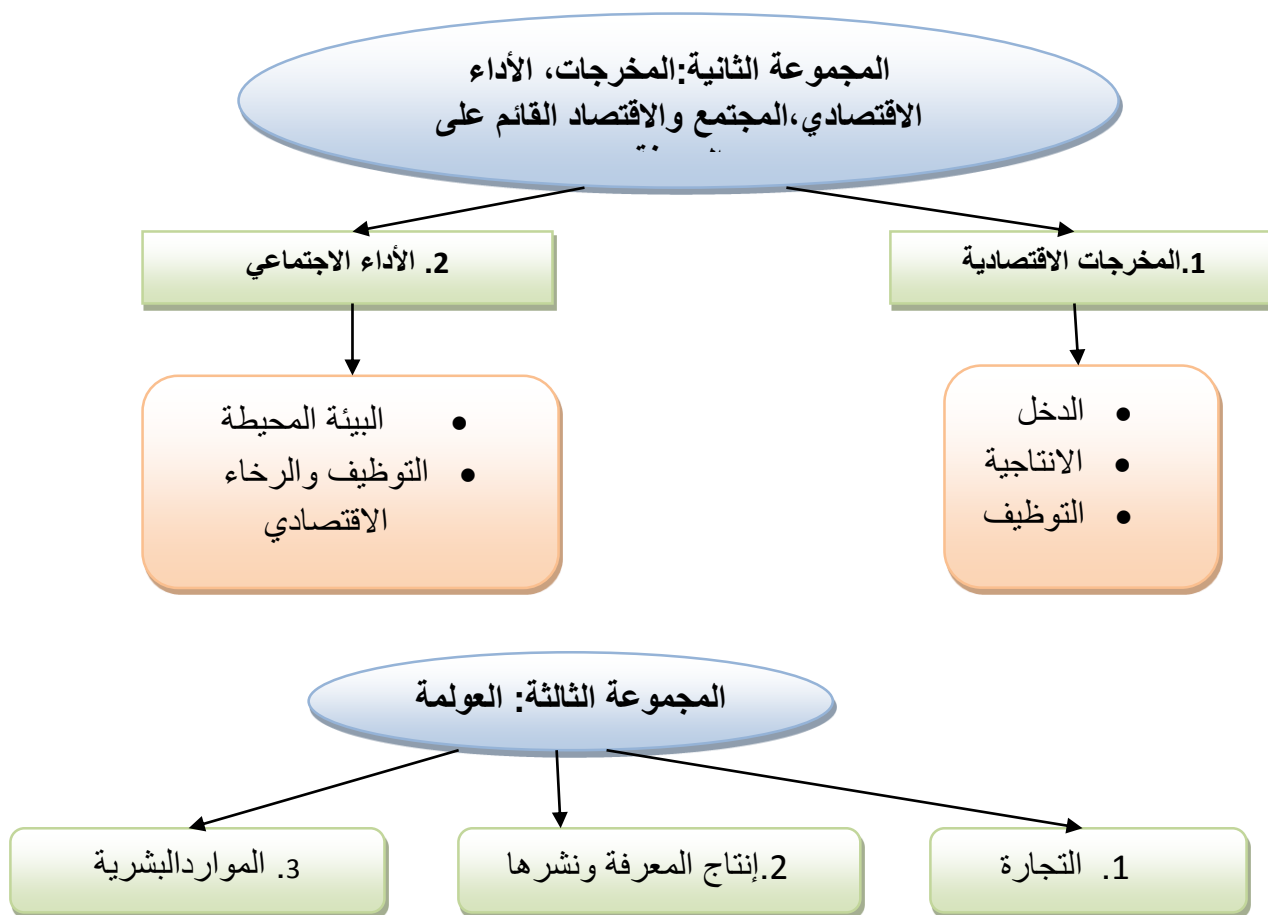 المجموعة الثانية:المخرجات، الأداء
الاقتصادي،المجتمع والاقتصاد القائم على
1.المخرجات الاقتصادية
2. الأداء الاجتماعي
• الدخل
• الانتاجية
• التوظيف
• البيئة المحيطة
• التوظيف والرخاء
الاقتصادي
المجموعة الثالثة: العولمة
1. التجارة
2.إنتاج المعرفة ونشرها
3. المواردالبشرية